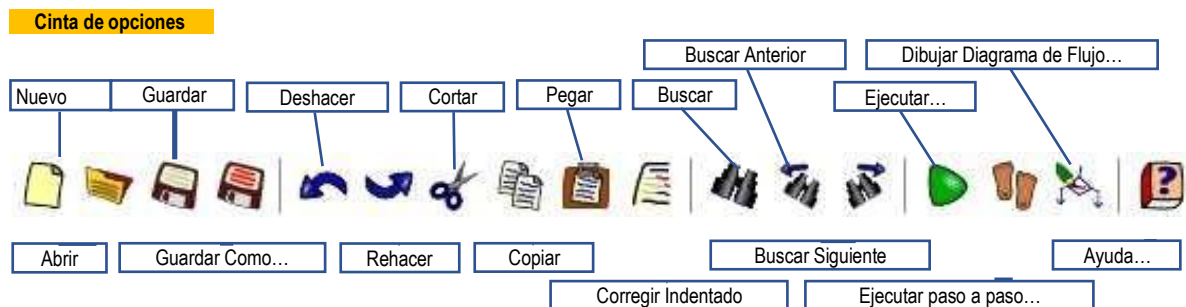 Cinta de opciones
Buscar Anterior
Dibujar Diagrama de Flujo…
Nuevo
Guardar
Deshacer
Cortar
Pegar
Buscar
Ejecutar…
?
Abrir
Guardar Como…
Rehacer
Copiar
Buscar Siguiente
Ayuda…
Corregir Indentado
Ejecutar paso a paso…